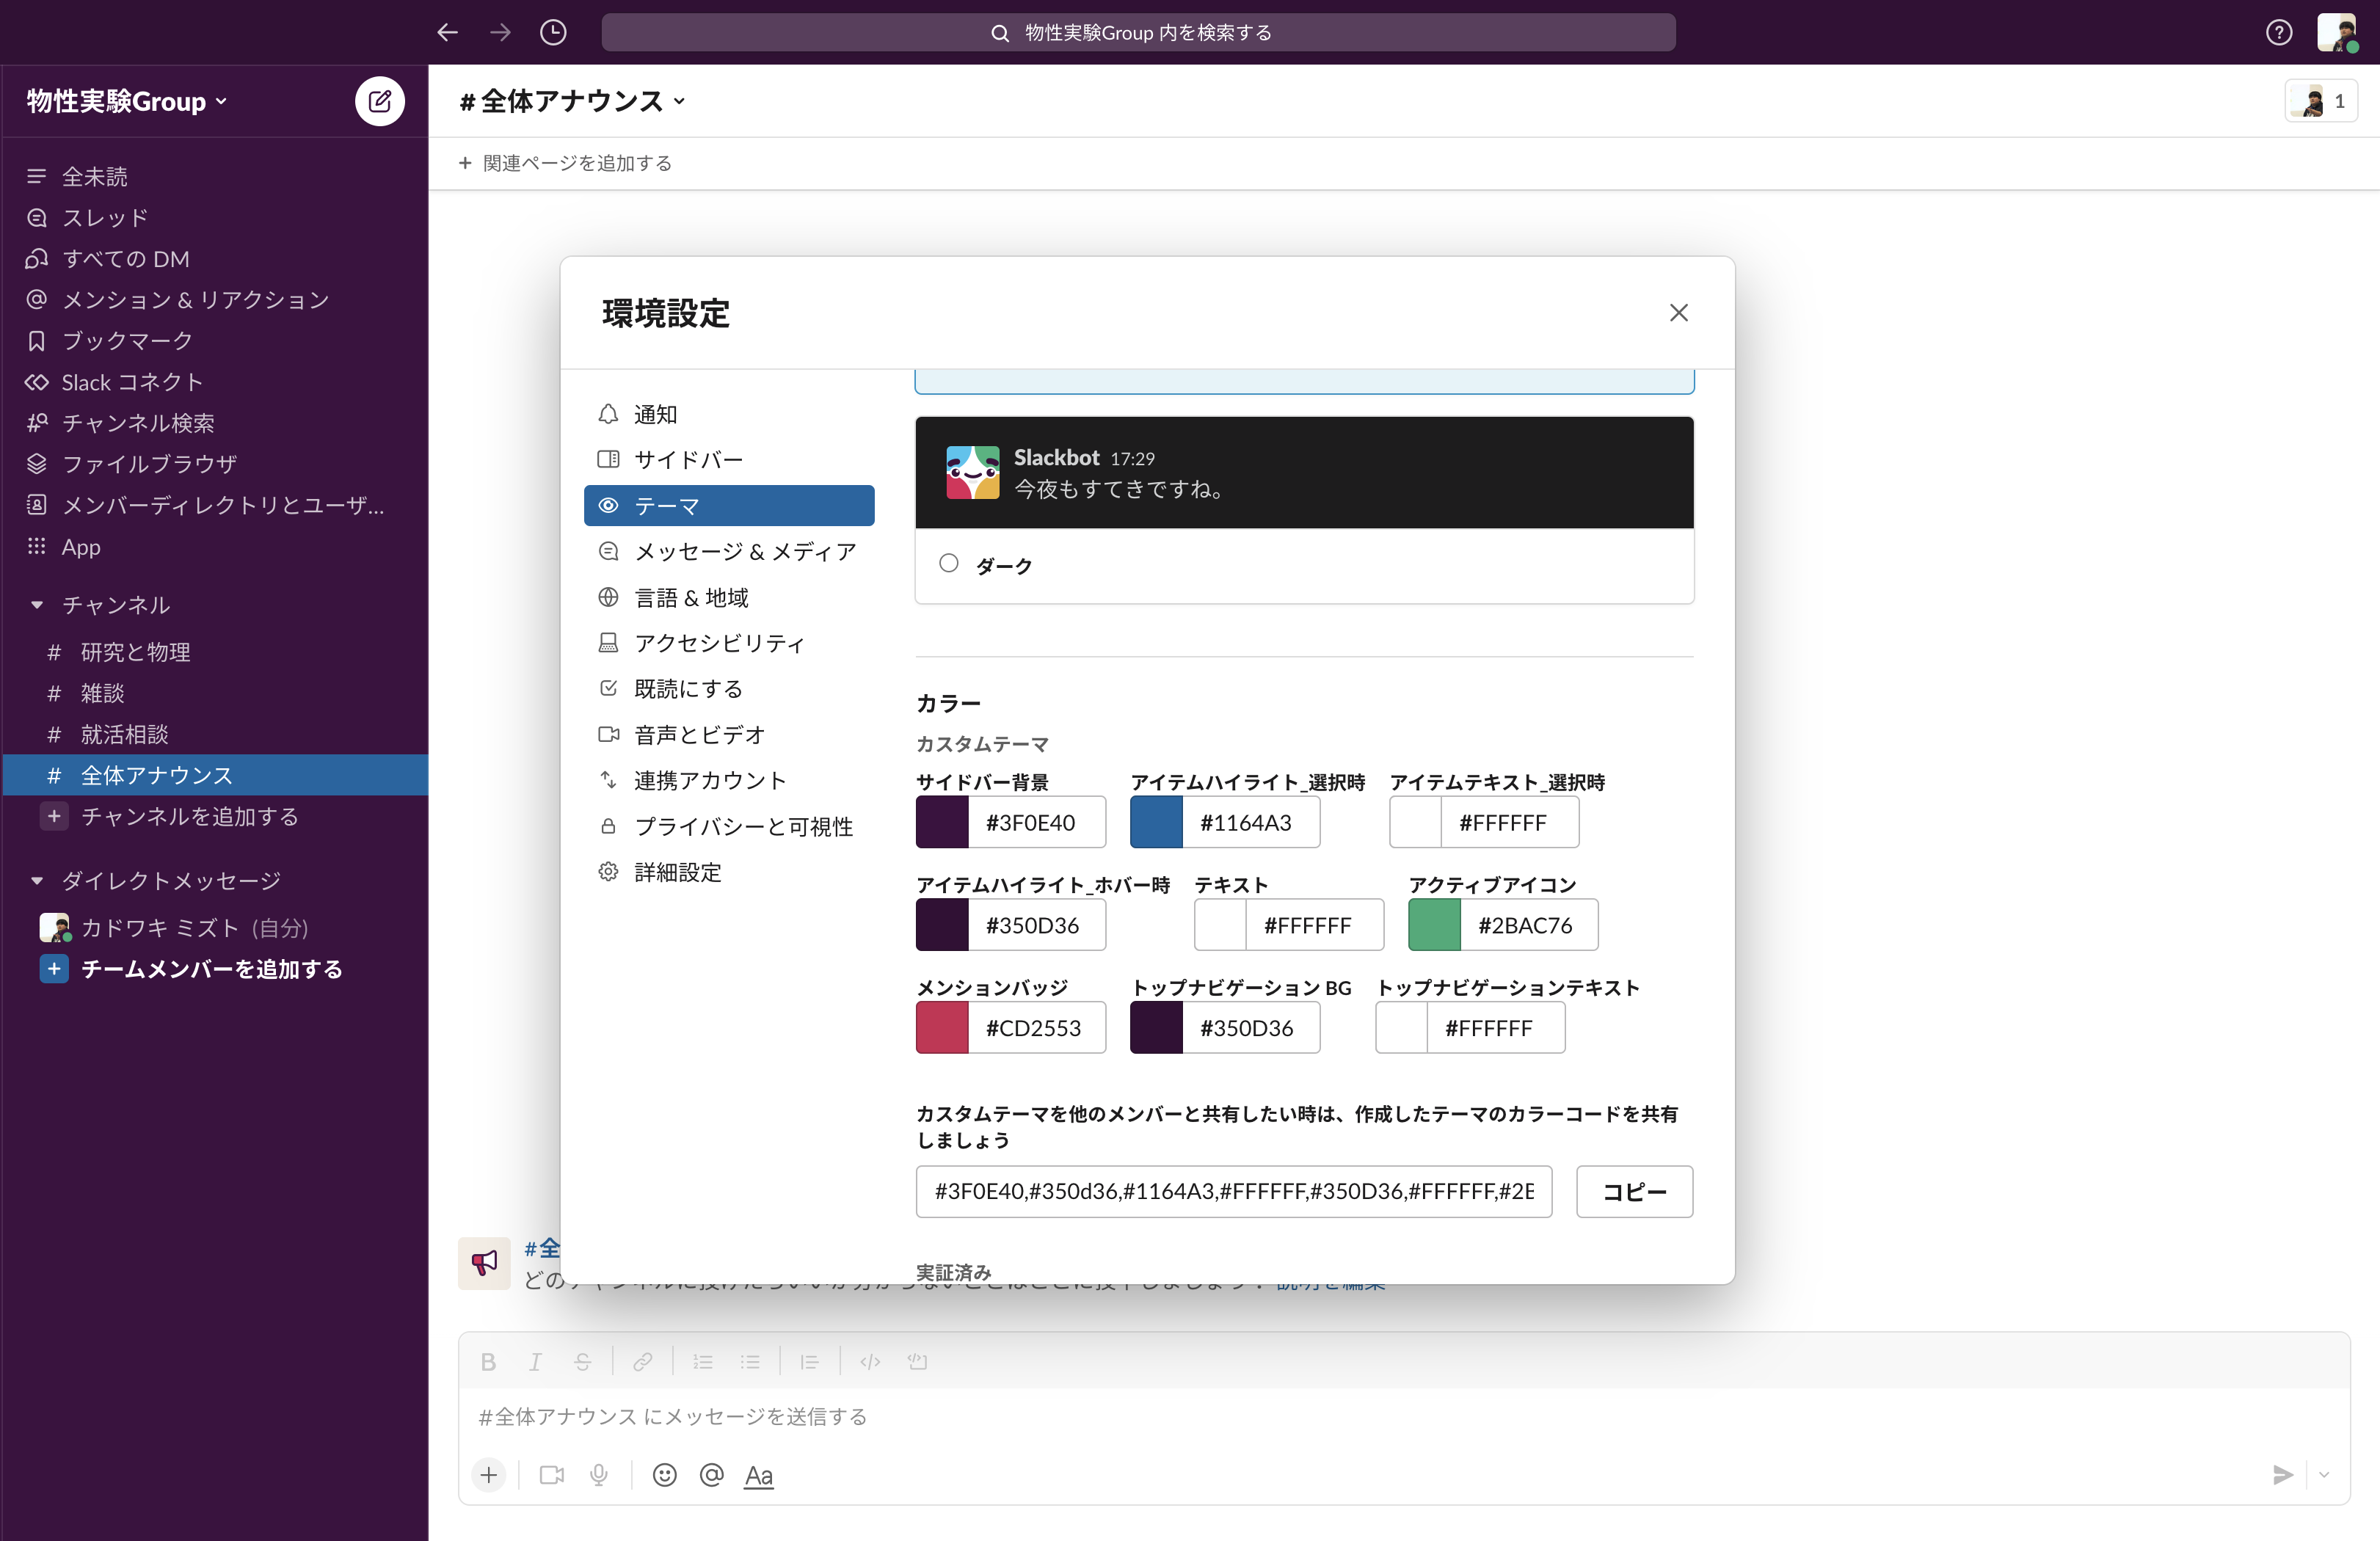 物性実験Group 内を検索する
物性実験Group
全未読
スレッド
すべての DM
メンション & リアクション
ブックマーク
Slack コネクト
チャンネル検索
ファイルブラウザ
メンバーディレクトリとユーザ...
App
チャンネル
# 研究と物理
# 雑談
# 就活相談
# 全体アナウンス
+ チャンネルを追加する
ダイレクトメッセージ
カドワキ ミズト (自分)
+ チームメンバーを追加する
# 全体アナウンス
1
+ 関連ページを追加する
環境設定
通知
サイドバー
テーマ
メッセージ & メディア
言語 & 地域
アクセシビリティ
既読にする
音声とビデオ
連携アカウント
プライバシーと可視性
詳細設定
Slackbot 17:29
今夜もすてきですね。
ダーク
カラー
カスタムテーマ
サイドバー背景 アイテムハイライト_選択時 アイテムテキスト_選択時
#3F0E40 #1164A3 #FFFFFF
アイテムハイライト_ホバー時 テキスト アクティブアイコン
#350D36 #FFFFFF #2BAC76
メンションバッジ トップナビゲーション BG トップナビゲーションテキスト
#CD2553 #350D36 #FFFFFF
カスタムテーマを他のメンバーと共有したい時は、作成したテーマのカラーコードを共有
しましょう
#3F0E40,#350d36,#1164A3,#FFFFFF,#350D36,#FFFFFF,#2E
コピー
実証済み
#全
どの
B I S
#全体アナウンス にメッセージを送信する
Aa